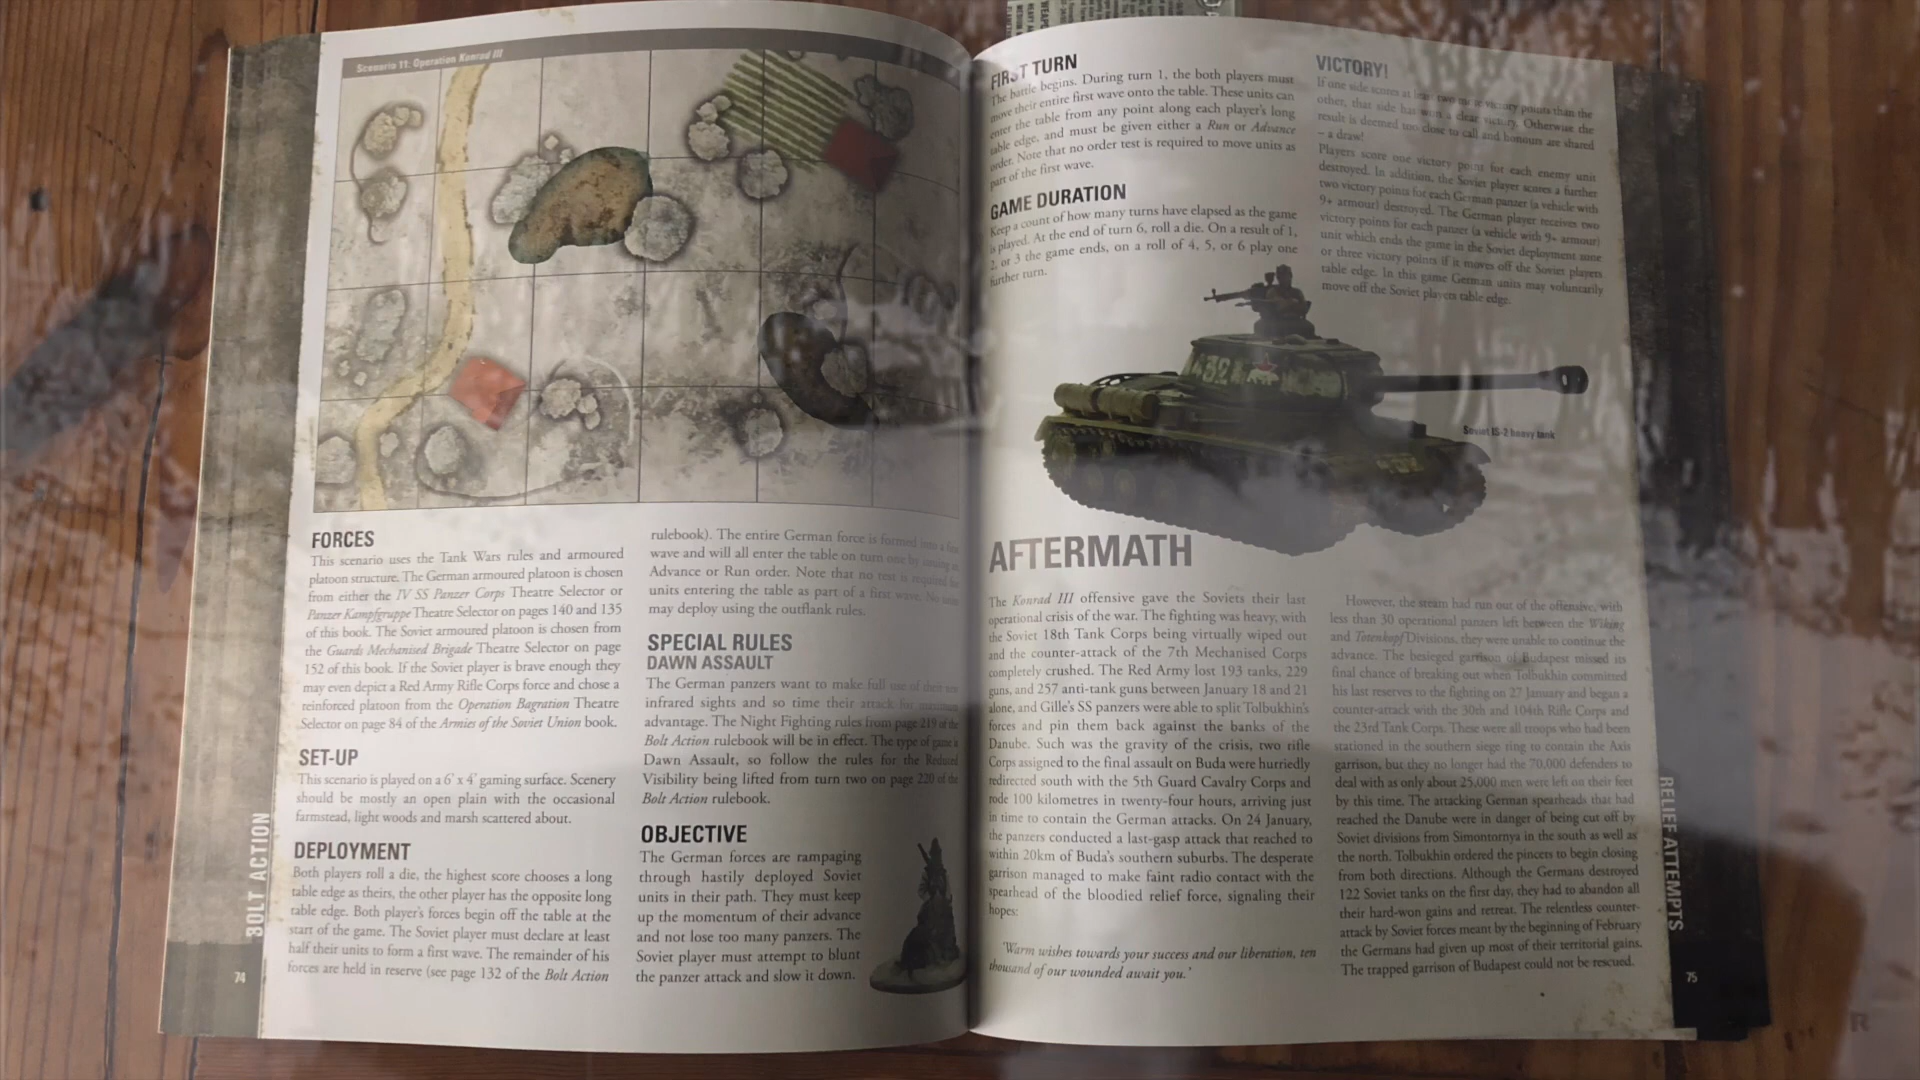 Scenario 11: Operation Konrad III
FORCES
This scenario uses the Tank Wars rules and armoured
platoon structure. The German armoured platoon is chosen
from either the IV SS Panzer Corps Theatre Selector or
Panzer Kampfgruppe Theatre Selector on pages 140 and 135
of this book. The Soviet armoured platoon is chosen from
the Guards Mechanised Brigade Theatre Selector on page
152 of this book. If the Soviet player is brave enough they
may even depict a Red Army Rifle Corps force and chose a
reinforced platoon from the Operation Bagration Theatre
Selector on page 84 of the Armies of the Soviet Union book.
SET-UP
This scenario is played on a 6' x 4' gaming surface. Scenery
should be mostly an open plain with the occasional
farmstead, light woods and marsh scattered about.
DEPLOYMENT
Both players roll a die, the highest score chooses a long
table edge as theirs, the other player has the opposite long
table edge. Both player's forces begin off the table at the
start of the game. The Soviet player must declare at least
half their units to form a first wave. The remainder of his
forces are held in reserve (see page 132 of the Bolt Action
rulebook). The entire German force is formed into a first
wave and will all enter the table on turn one by issuing an
Advance or Run order. Note that no test is required for
units entering the table as part of a first wave. No units
may deploy using the outflank rules.
SPECIAL RULES
DAWN ASSAULT
The German panzers want to make full use of their new
infrared sights and so time their attack for maximum
advantage. The Night Fighting rules from page 219 of the
Bolt Action rulebook will be in effect. The type of game is
Dawn Assault, so follow the rules for the Reduced
Visibility being lifted from turn two on page 220 of the
Bolt Action rulebook.
OBJECTIVE
The German forces are rampaging
through hastily deployed Soviet
units in their path. They must keep
up the momentum of their advance
and not lose too many panzers. The
Soviet player must attempt to blunt
the panzer attack and slow it down.
BOLT ACTION
74
FIRST TURN
The battle begins. During turn 1, the both players must
move their entire first wave onto the table. These units can
enter the table from any point along each player's long
table edge, and must be given either a Run or Advance
order. Note that no order test is required to move units as
part of the first wave.
GAME DURATION
Keep a count of how many turns have elapsed as the game
is played. At the end of turn 6, roll a die. On a result of 1,
2, or 3 the game ends, on a roll of 4, 5, or 6 play one
further turn.
VICTORY!
If one side scores at least two more victory points than the
other, that side has won a clear victory. Otherwise the
result is deemed too close to call and honours are shared
– a draw!
Players score one victory point for each enemy unit
destroyed. In addition, the Soviet player scores a further
two victory points for each German panzer (a vehicle with
9+ armour) destroyed. The German player receives two
victory points for each panzer (a vehicle with 9+ armour)
unit which ends the game in the Soviet deployment zone
or three victory points if it moves off the Soviet players
table edge. In this game German units may voluntarily
move off the Soviet players table edge.
Soviet IS-2 heavy tank
AFTERMATH
The Konrad III offensive gave the Soviets their last
operational crisis of the war. The fighting was heavy, with
the Soviet 18th Tank Corps being virtually wiped out
and the counter-attack of the 7th Mechanised Corps
completely crushed. The Red Army lost 193 tanks, 229
guns, and 257 anti-tank guns between January 18 and 21
alone, and Gille's SS panzers were able to split Tolbukhin's
forces and pin them back against the banks of the
Danube. Such was the gravity of the crisis, two rifle
Corps assigned to the final assault on Buda were hurriedly
redirected south with the 5th Guard Cavalry Corps and
rode 100 kilometres in twenty-four hours, arriving just
in time to contain the German attacks. On 24 January,
the panzers conducted a last-gasp attack that reached to
within 20km of Buda's southern suburbs. The desperate
garrison managed to make faint radio contact with the
spearhead of the bloodied relief force, signaling their
hopes:
'Warm wishes towards your success and our liberation, ten
thousand of our wounded await you.'
However, the steam had run out of the offensive, with
less than 30 operational panzers left between the Wiking
and Totenkopf Divisions, they were unable to continue the
advance. The besieged garrison of Budapest missed its
final chance of breaking out when Tolbukhin committed
his last reserves to the fighting on 27 January and began a
counter-attack with the 30th and 104th Rifle Corps and
the 23rd Tank Corps. These were all troops who had been
stationed in the southern siege ring to contain the Axis
garrison, but they no longer had the 70,000 defenders to
deal with as only about 25,000 men were left on their feet
by this time. The attacking German spearheads that had
reached the Danube were in danger of being cut off by
Soviet divisions from Simontornya in the south as well as
the north. Tolbukhin ordered the pincers to begin closing
from both directions. Although the Germans destroyed
122 Soviet tanks on the first day, they had to abandon all
their hard-won gains and retreat. The relentless counter-
attack by Soviet forces meant by the beginning of February
the Germans had given up most of their territorial gains.
The trapped garrison of Budapest could not be rescued.
RELIEF ATTEMPTS
75